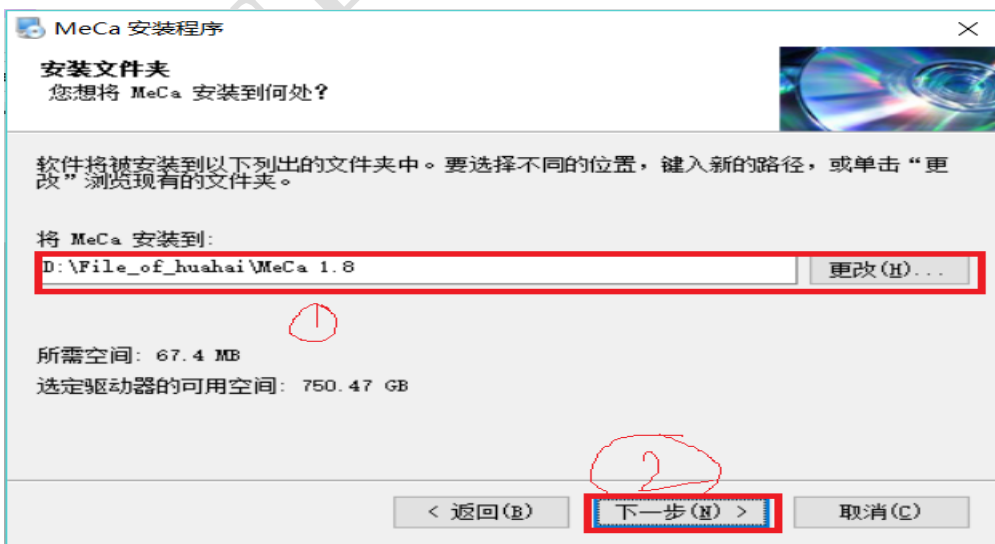 MeCa 安装程序
安装文件夹
您想将 MeCa 安装到何处?
软件将被安装到以下列出的文件夹中。要选择不同的位置，键入新的路径，或单击“更
改”浏览现有的文件夹。
将 MeCa 安装到:
D:\File_of_huahai\MeCa 1.8
更改(H)...
①
所需空间: 67.4 MB
选定驱动器的可用空间: 750.47 GB
②
< 返回(B)
下一步(N) >
取消(C)